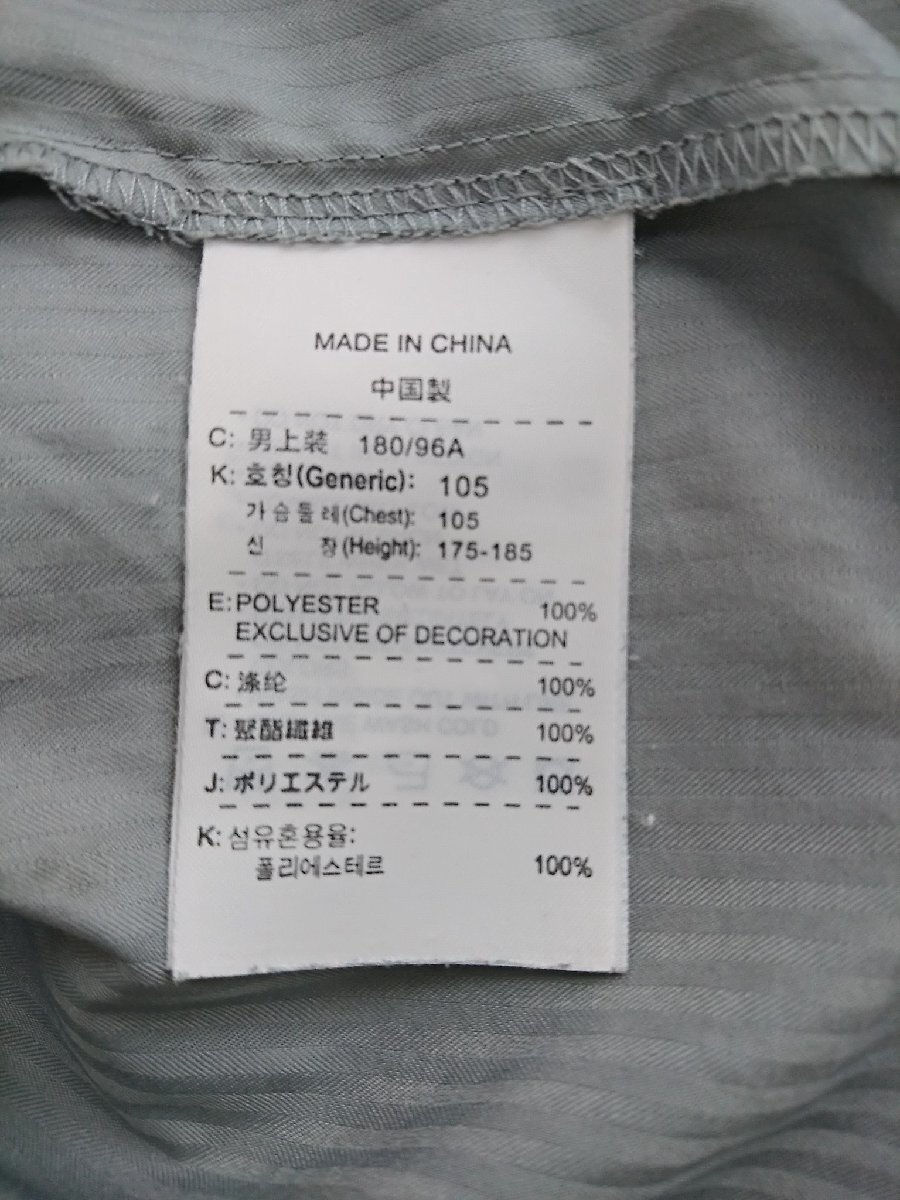 MADE IN CHINA
中国製
C: 男上装 180/96A
K: 호칭(Generic): 105
가슴둘레(Chest): 105
신 장(Height): 175-185
E: POLYESTER 100%
EXCLUSIVE OF DECORATION
C: 涤纶 100%
T: 聚酯纖維 100%
J: ポリエステル 100%
K: 섬유혼용율:
폴리에스테르 100%